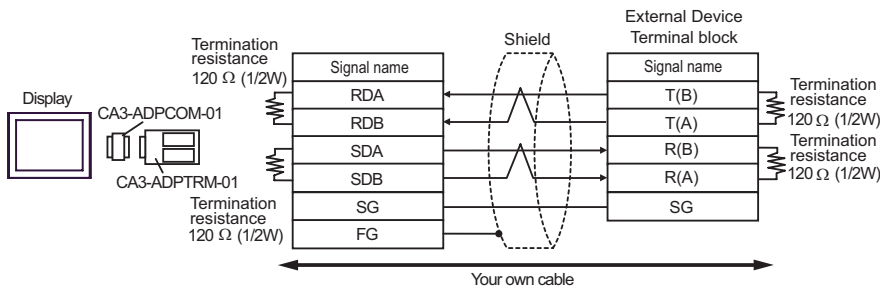 External Device
Terminal block
Shield
Termination
resistance
120 Ω (1/2W)
Signal name
Signal name
Display
CA3-ADPCOM-01
CA3-ADPTRM-01
RDA
T(B)
RDB
T(A)
SDA
R(B)
SDB
R(A)
SG
SG
FG
Termination
resistance
120 Ω (1/2W)
Termination
resistance
120 Ω (1/2W)
Termination
resistance
120 Ω (1/2W)
Your own cable